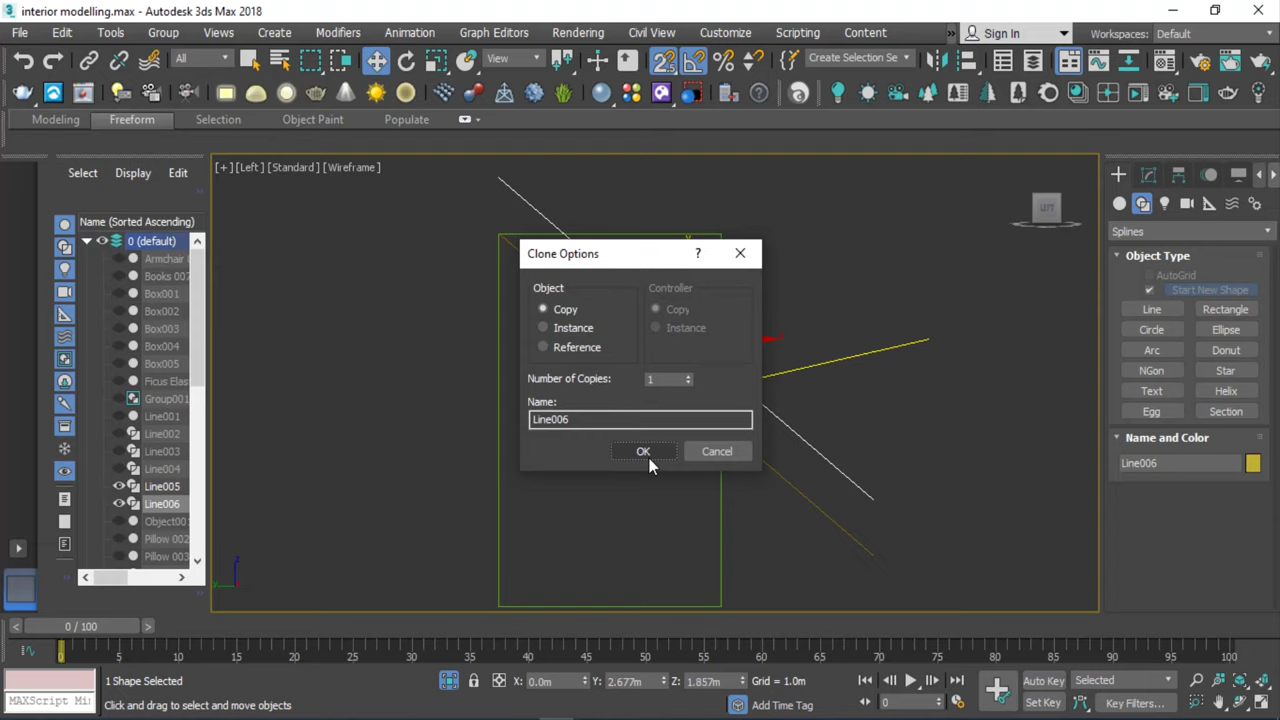 interior modelling.max - Autodesk 3ds Max 2018
File Edit Tools Group Views Create Modifiers Animation Graph Editors Rendering Civil View Customize Scripting Content » Sign In Workspaces: Default
All View Create Selection Se
Modeling Freeform Selection Object Paint Populate
[+] [Left] [Standard] [Wireframe]
Select Display Edit
Name (Sorted Ascending)
0 (default)
Armchair
Books 007
Box001
Box002
Box003
Box004
Box005
Ficus Elas
Group001
Line001
Line002
Line003
Line004
Line005
Line006
Object001
Pillow 002
Pillow 003
Clone Options ?
Object
Copy
Instance
Reference
Controller
Copy
Instance
Number of Copies: 1
Name:
Line006
OK Cancel
z
y
Splines
Object Type
AutoGrid
Start New Shape
Line Rectangle
Circle Ellipse
Arc Donut
NGon Star
Text Helix
Egg Section
Name and Color
Line006
< 0 / 100 >
0 5 10 15 20 25 30 35 40 45 50 55 60 65 70 75 80 85 90 95 100
MAXScript Mi
1 Shape Selected
Click and drag to select and move objects
X: 0.0m Y: 2.677m Z: 1.857m Grid = 1.0m
Add Time Tag
0
Auto Key Selected
Set Key Key Filters...